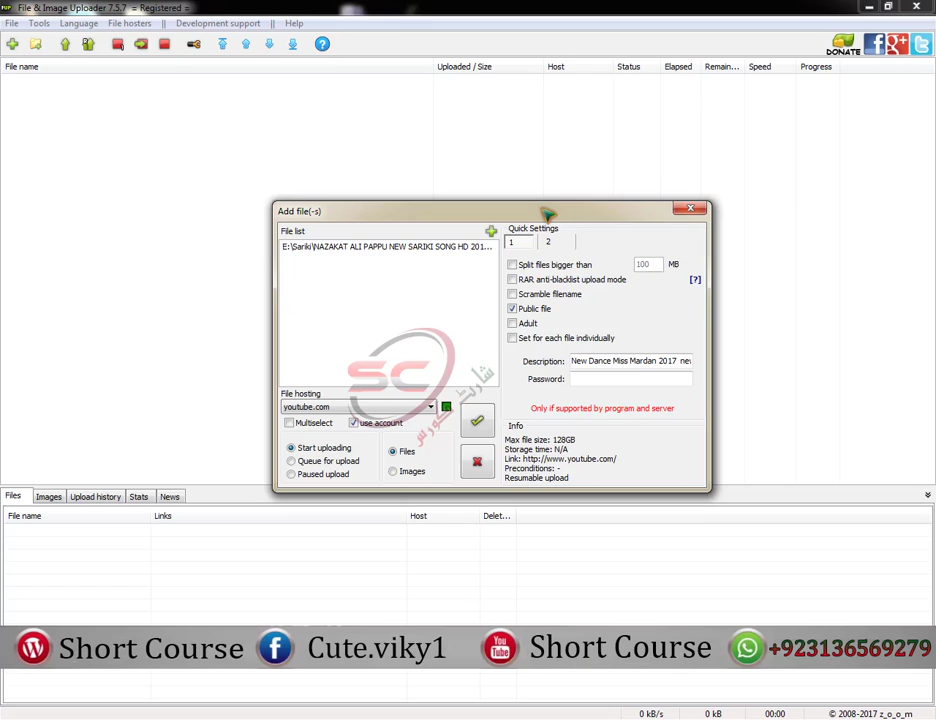 File & Image Uploader 7.5.7 = Registered =
File Tools Language File hosters || Development support || Help
DONATE
File name Uploaded / Size Host Status Elapsed Remain... Speed Progress
Add file(-s)
File list
E:\Sariki\NAZAKAT ALI PAPPU NEW SARIKI SONG HD 201...
Quick Settings
1 2
Split files bigger than 100 MB
RAR anti-blacklist upload mode [?]
Scramble filename
Public file
Adult
Set for each file individually
Description: New Dance Miss Mardan 2017 nev
Password:
Only if supported by program and server
SC
شارٹ کورس
File hosting
youtube.com
Multiselect use account
Start uploading
Queue for upload
Paused upload
Files
Images
Info
Max file size: 128GB
Storage time: N/A
Link: http://www.youtube.com/
Preconditions: -
Resumable upload
Files Images Upload history Stats News
File name Links Host Delet...
Short Course Cute.viky1 You Tube Short Course +923136569279
0 kB/s 0 kB 00:00 © 2008-2017 z_o_o_m